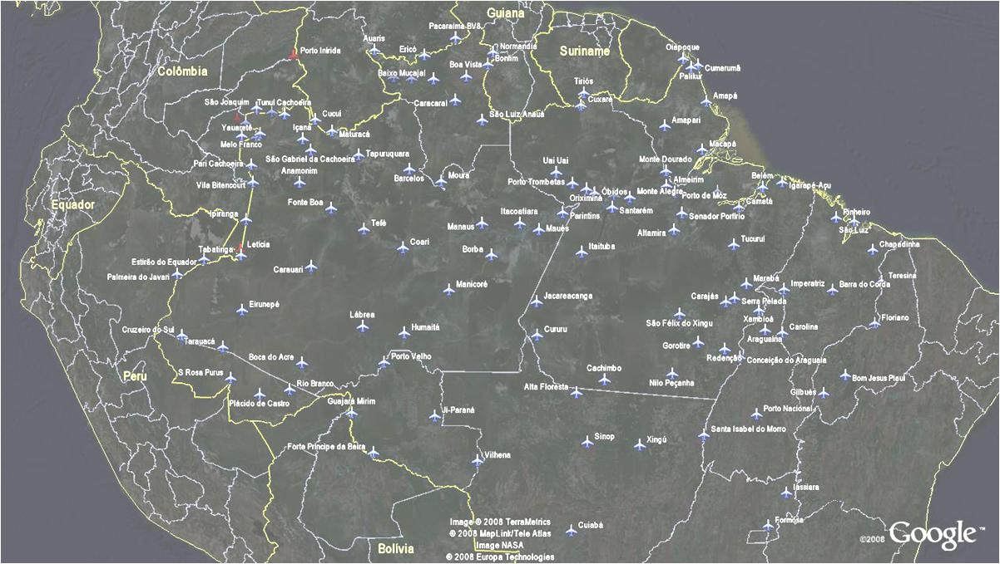 Guiana
Pacaraima BV8
Auaris
Ericó
Normandia
Bonfim
Oiapoque
Porto Inírida
Suriname
Cumarumã
Colômbia
Boa Vista
Baixo Mucajaí
Palikur
Tiriós
Cuxaré
Amapá
São Joaquim
Tunuí Cachoeira
Caracaraí
Cucui
São Luiz Anauá
Amapari
Yauaretê
Içana
Maturacá
Melo Franco
Macapá
São Gabriel da Cachoeira
Tapuruquara
Uai Uai
Monte Dourado
Pari Cachoeira
Anamonim
Barcelos
Moura
Porto Trombetas
Almeirim
Belém
Igarapé-Açu
Vila Bitencourt
Óbidos
Monte Alegre
Porto de Moz
Oriximiná
Cametá
Equador
Fonte Boa
Ipiranga
Itacoatiara
Parintins
Santarém
Senador Porfírio
Pinheiro
Tefé
Manaus
Maués
Altamira
São Luiz
Tucuruí
Letícia
Tabatinga
Coari
Borba
Itaituba
Chapadinha
Estirão do Equador
Carauari
Palmeira do Javari
Teresina
Marabá
Imperatriz
Barra do Corda
Manicoré
Jacareacanga
Carajás
Serra Pelada
Eirunepé
Lábrea
São Félix do Xingu
Xambioá
Floriano
Cruzeiro do Sul
Humaitá
Cururu
Carolina
Araguaina
Tarauacá
Gorotire
Boca do Acre
Porto Velho
Redenção
Conceição do Araguaia
Cachimbo
S Rosa Purus
Peru
Rio Branco
Alta Floresta
Nilo Peçanha
Bom Jesus Piauí
Gilbués
Plácido de Castro
Guajará Mirim
Ji-Paraná
Porto Nacional
Santa Isabel do Morro
Sinop
Xingú
Forte Príncipe da Beira
Vilhena
Iassiara
Image © 2008 TerraMetrics
Cuiabá
Formosa
© 2008 MapLink/Tele Atlas
Image NASA
Bolívia
© 2008 Europa Technologies
©2008 Google™